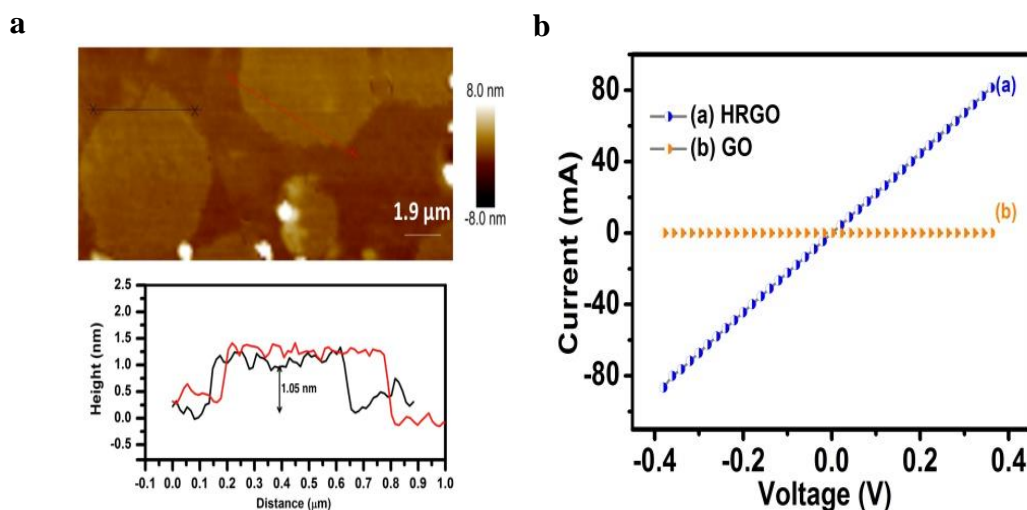 a
8.0 nm
1.9 μm
-8.0 nm
2.5
2.0
1.5
1.0
0.5
0.0
-0.5
Height (nm)
1.05 nm
-0.1 0.0 0.1 0.2 0.3 0.4 0.5 0.6 0.7 0.8 0.9 1.0
Distance (μm)
b
80
40
0
-40
-80
Current (mA)
(a) HRGO
(b) GO
(a)
(b)
-0.4 -0.2 0.0 0.2 0.4
Voltage (V)